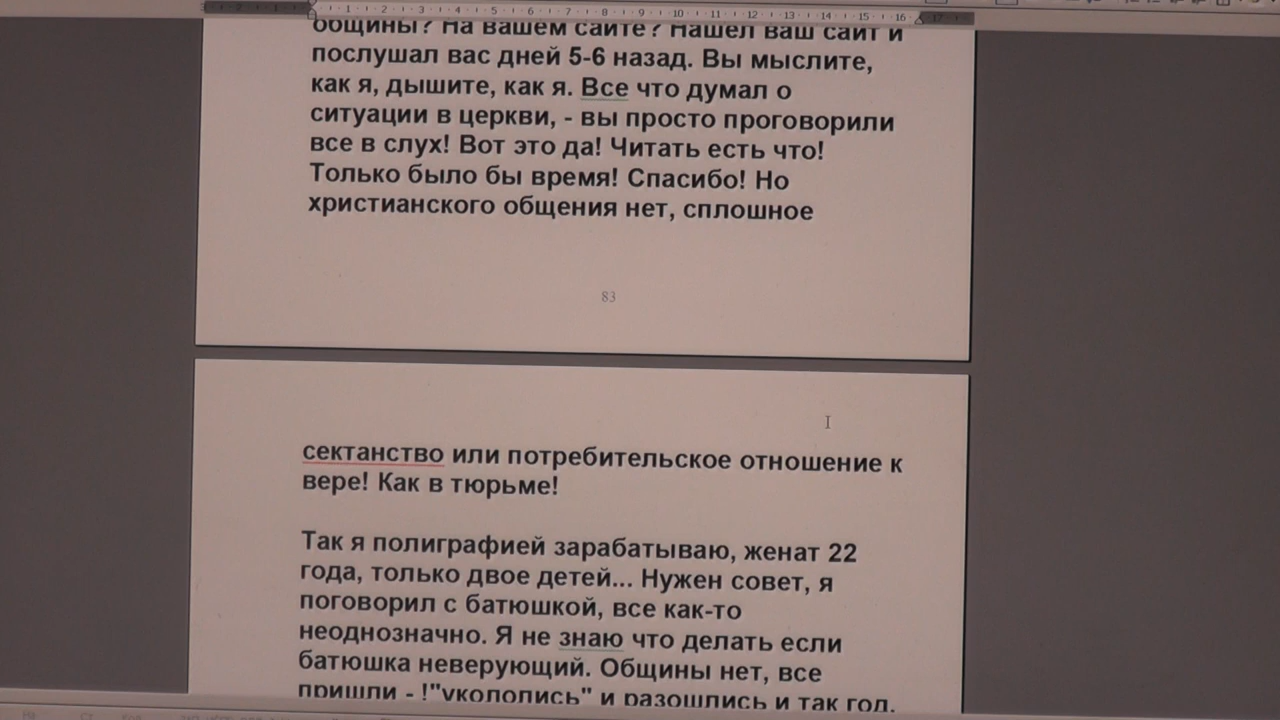 общины? На вашем сайте? Нашел ваш сайт и
послушал вас дней 5-6 назад. Вы мыслите,
как я, дышите, как я. Все что думал о
ситуации в церкви, - вы просто проговорили
все в слух! Вот это да! Читать есть что!
Только было бы время! Спасибо! Но
христианского общения нет, сплошное
83
сектанство или потребительское отношение к
вере! Как в тюрьме!
Так я полиграфией зарабатываю, женат 22
года, только двое детей... Нужен совет, я
поговорил с батюшкой, все как-то
неоднозначно. Я не знаю что делать если
батюшка неверующий. Общины нет, все
пришли - !"укололись" и разошлись и так год.